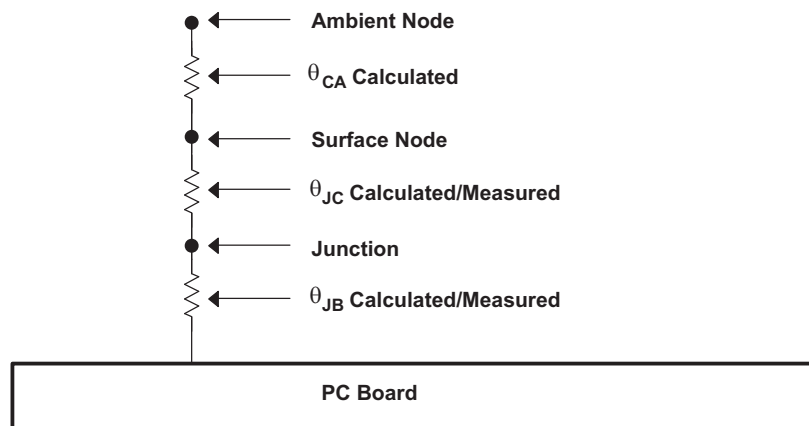 Ambient Node
θCA Calculated
Surface Node
θJC Calculated/Measured
Junction
θJB Calculated/Measured
PC Board